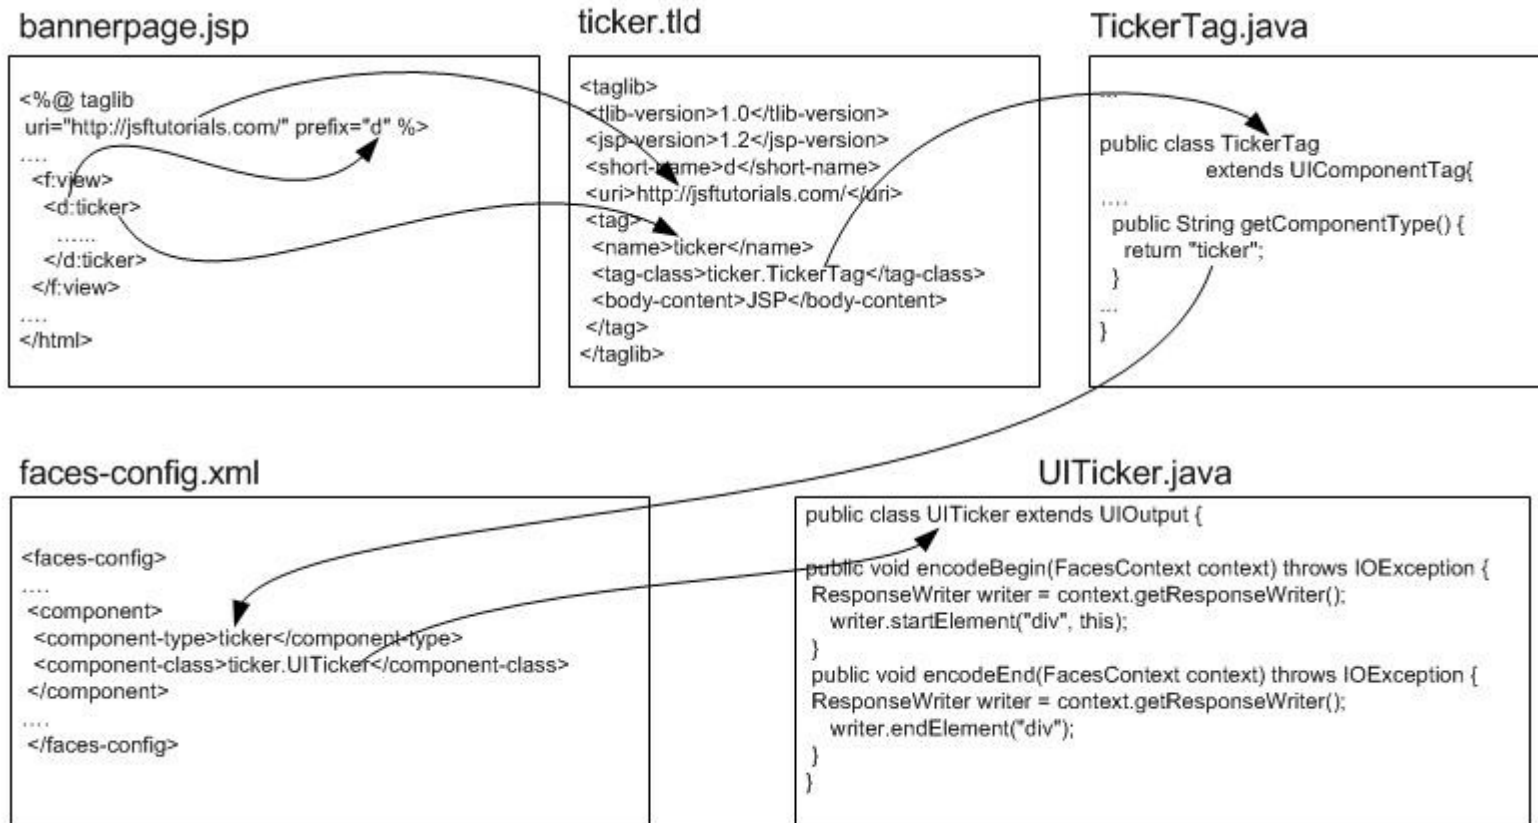 bannerpage.jsp
<%@ taglib
uri="http://jsftutorials.com/" prefix="d" %>
....
<f:view>
<d:ticker>
......
</d:ticker>
</f:view>
....
</html>
ticker.tld
<taglib>
<tlib-version>1.0</tlib-version>
<jsp-version>1.2</jsp-version>
<short-name>d</short-name>
<uri>http://jsftutorials.com/</uri>
<tag>
<name>ticker</name>
<tag-class>ticker.TickerTag</tag-class>
<body-content>JSP</body-content>
</tag>
</taglib>
TickerTag.java
...
public class TickerTag
extends UIComponentTag{
....
public String getComponentType() {
return "ticker";
}
...
}
faces-config.xml
<faces-config>
....
<component>
<component-type>ticker</component-type>
<component-class>ticker.UITicker</component-class>
</component>
....
</faces-config>
UITicker.java
public class UITicker extends UIOutput {
public void encodeBegin(FacesContext context) throws IOException {
ResponseWriter writer = context.getResponseWriter();
writer.startElement("div", this);
}
public void encodeEnd(FacesContext context) throws IOException {
ResponseWriter writer = context.getResponseWriter();
writer.endElement("div");
}
}